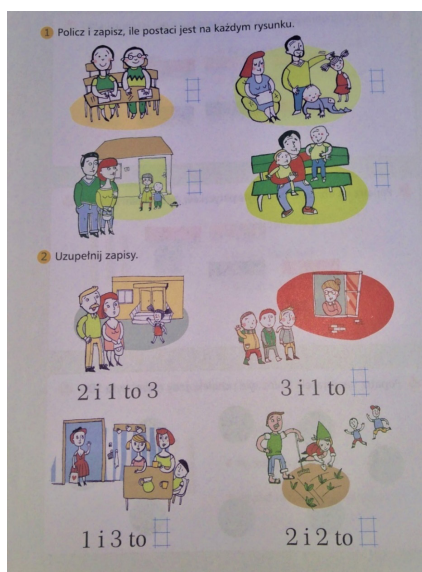 1 Policz i zapisz, ile postaci jest na każdym rysunku.
2 Uzupełnij zapisy.
2 i 1 to 3
3 i 1 to
1 i 3 to
2 i 2 to